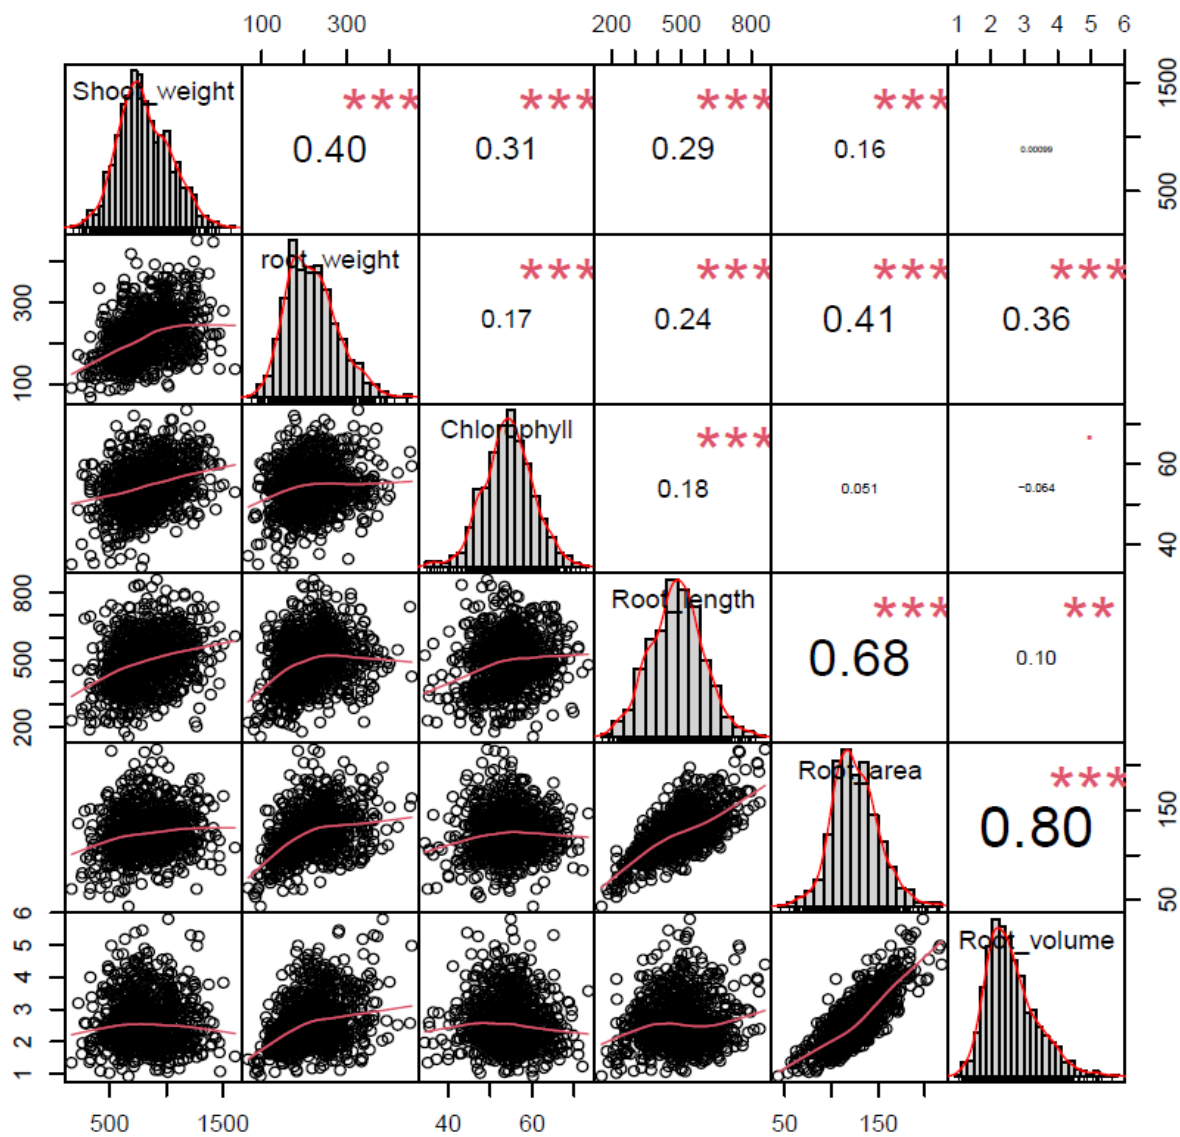 100 300 200 500 800 1 2 3 4 5 6
Shoot_weight *** *** *** *** 1500
0.40 0.31 0.29 0.16 0.00099
500
root_weight *** *** *** ***
300 0.17 0.24 0.41 0.36
100
Chlorophyll *** .
60
0.18 0.051 -0.064
40
800 Root_length *** **
500 0.68 0.10
200
Root_area ***
150
0.80
50
6 Root_volume
5
4
3
2
1
500 1500 40 60 50 150